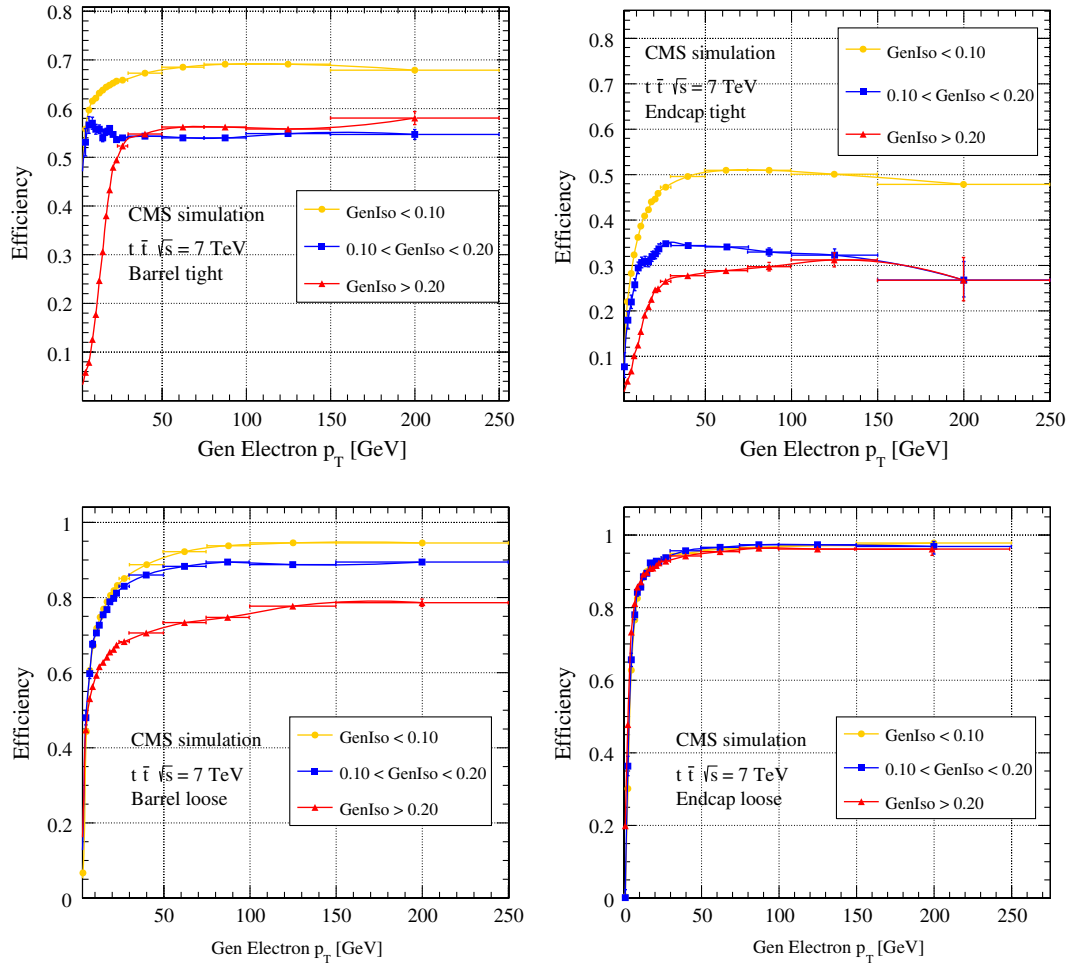 0.8
0.7
0.6
0.5
0.4
0.3
0.2
0.1
Efficiency
CMS simulation
t t̄ √s = 7 TeV
Barrel tight
GenIso < 0.10
0.10 < GenIso < 0.20
GenIso > 0.20
50 100 150 200 250
Gen Electron p_T [GeV]
0.8
0.7
0.6
0.5
0.4
0.3
0.2
0.1
Efficiency
CMS simulation
t t̄ √s = 7 TeV
Endcap tight
GenIso < 0.10
0.10 < GenIso < 0.20
GenIso > 0.20
50 100 150 200 250
Gen Electron p_T [GeV]
1
0.8
0.6
0.4
0.2
0
Efficiency
CMS simulation
t t̄ √s = 7 TeV
Barrel loose
GenIso < 0.10
0.10 < GenIso < 0.20
GenIso > 0.20
50 100 150 200 250
Gen Electron p_T [GeV]
1
0.8
0.6
0.4
0.2
0
Efficiency
CMS simulation
t t̄ √s = 7 TeV
Endcap loose
GenIso < 0.10
0.10 < GenIso < 0.20
GenIso > 0.20
0 50 100 150 200 250
Gen Electron p_T [GeV]